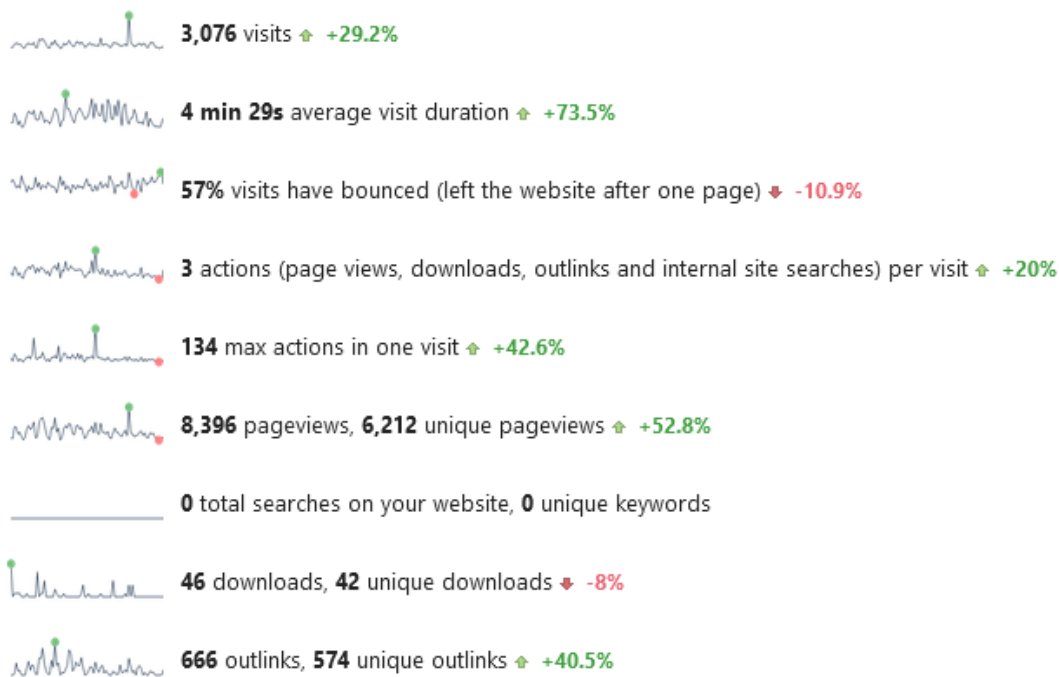 3,076 visits +29.2%
4 min 29s average visit duration +73.5%
57% visits have bounced (left the website after one page) -10.9%
3 actions (page views, downloads, outlinks and internal site searches) per visit +20%
134 max actions in one visit +42.6%
8,396 pageviews, 6,212 unique pageviews +52.8%
0 total searches on your website, 0 unique keywords
46 downloads, 42 unique downloads -8%
666 outlinks, 574 unique outlinks +40.5%